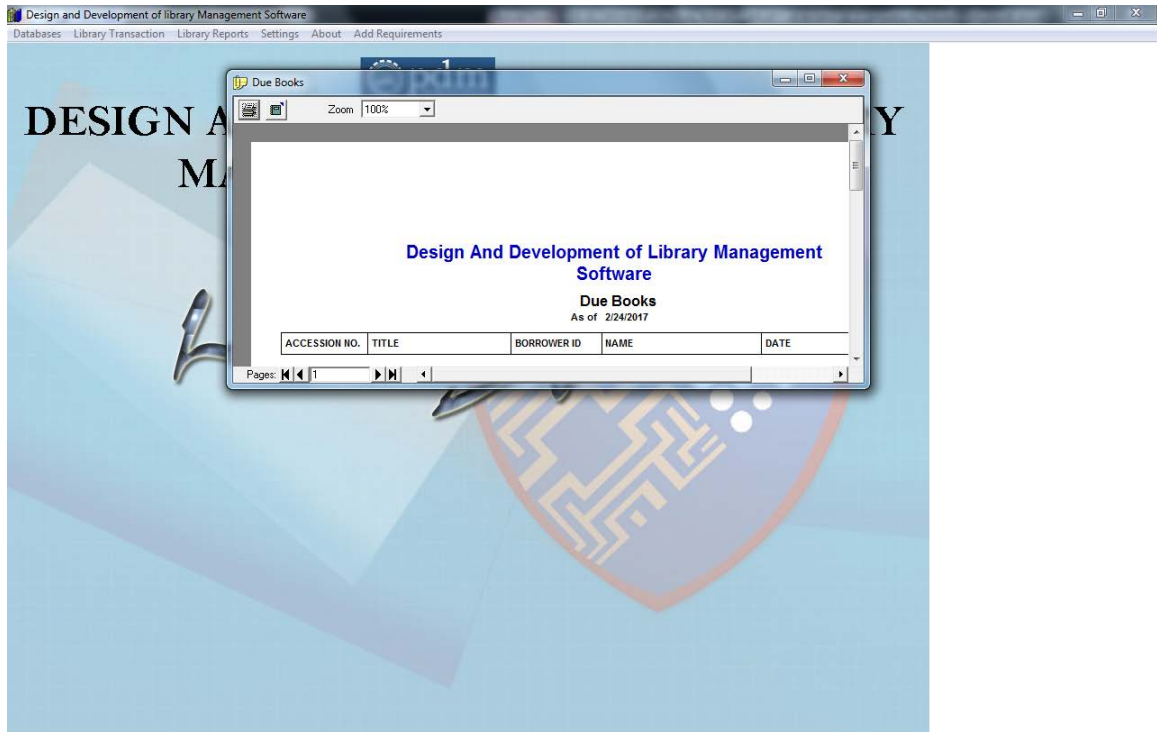 Design and Development of library Management Software
Databases Library Transaction Library Reports Settings About Add Requirements
pdm
Due Books
Zoom 100%
DESIGN A Y
MA
Design And Development of Library Management
Software
Due Books
As of 2/24/2017
ACCESSION NO. TITLE BORROWER ID NAME DATE
Pages: 1